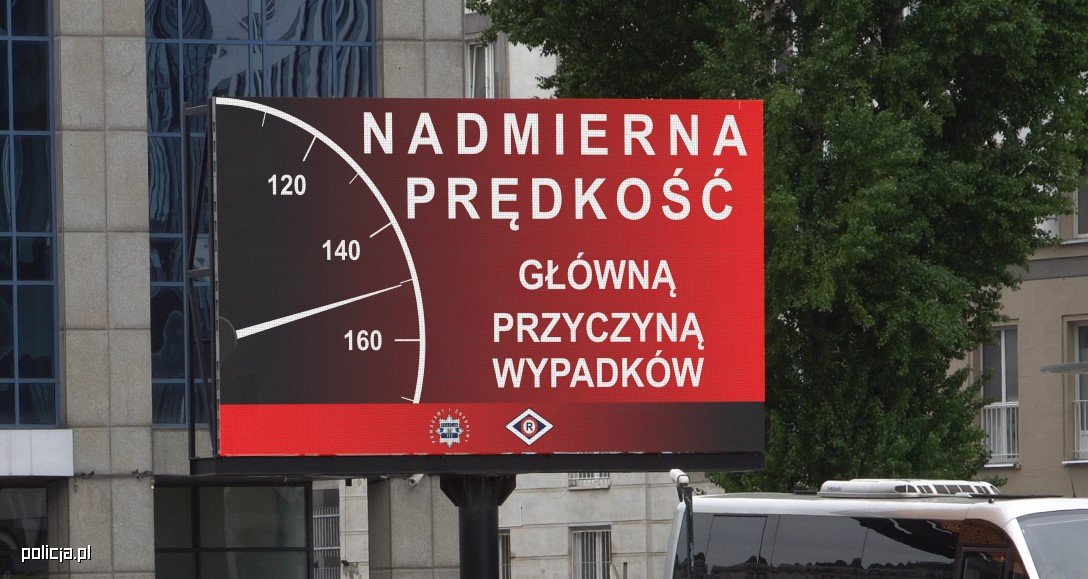 NADMIERNA
PRĘDKOŚĆ
GŁÓWNĄ
PRZYCZYNĄ
WYPADKÓW
120
140
160
R
policja.pl